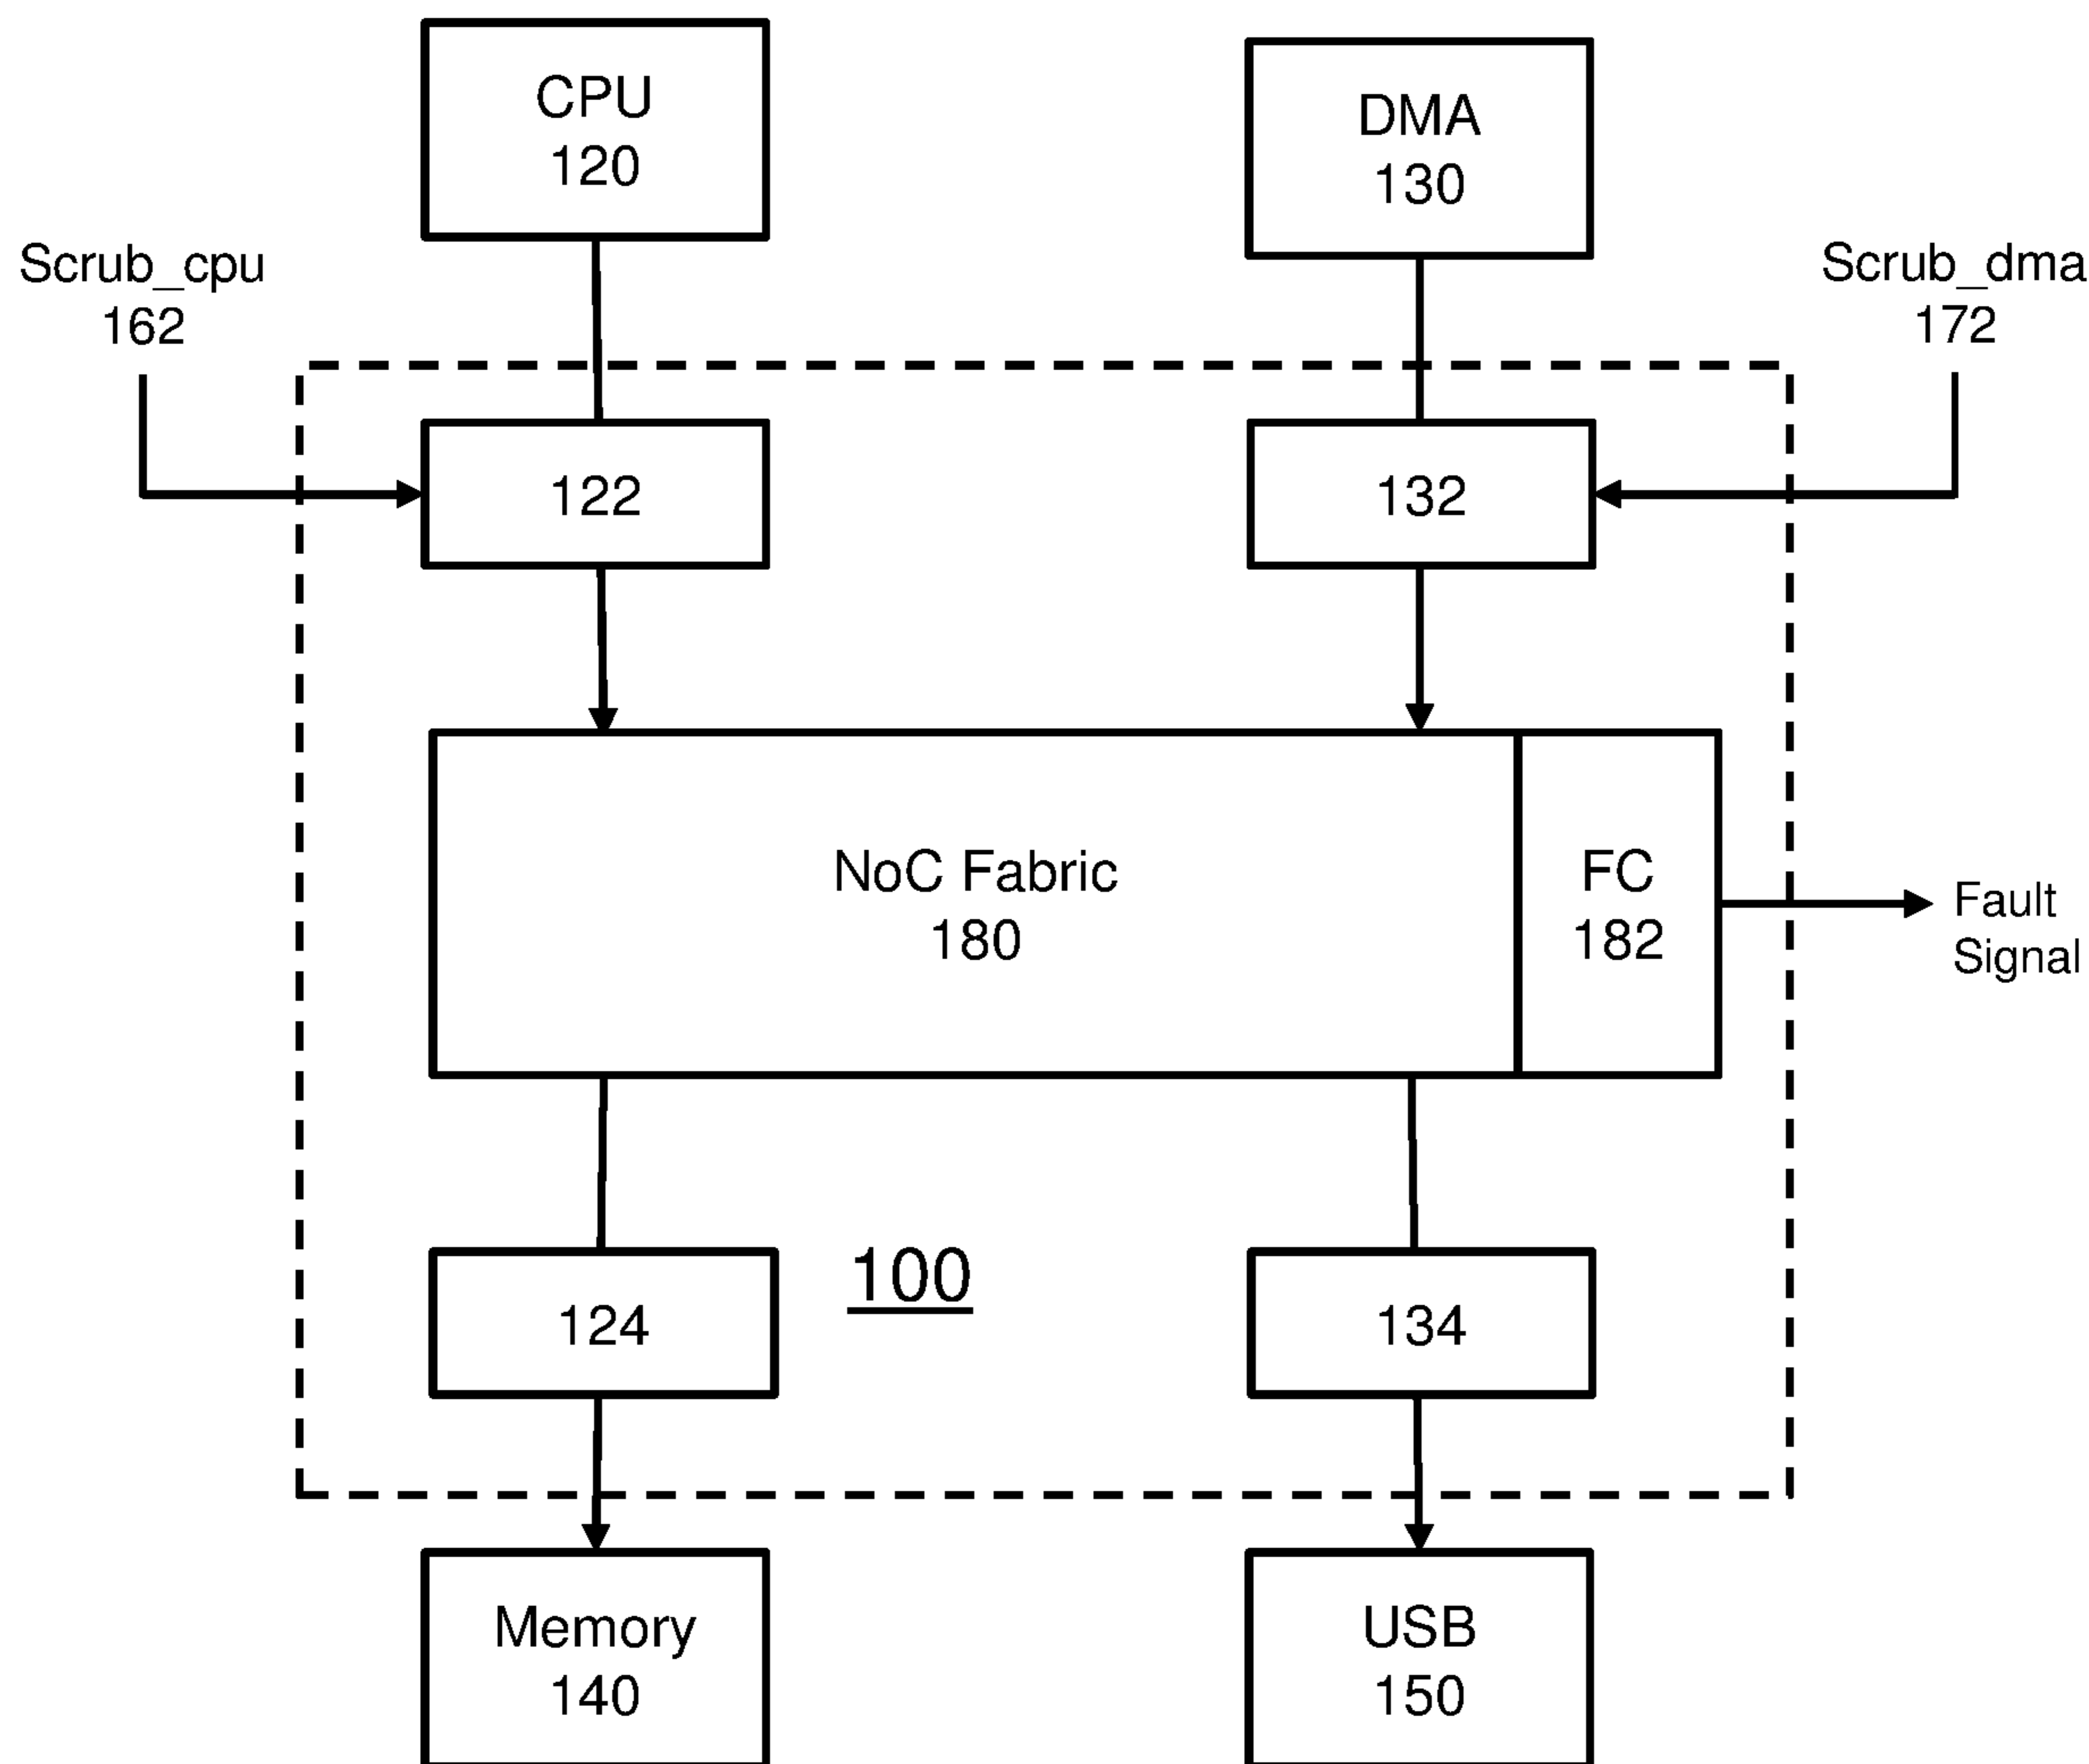 CPU
120
DMA
130
Scrub_cpu
162
Scrub_dma
172
122
132
NoC Fabric
180
FC
182
Fault
Signal
100
124
134
Memory
140
USB
150